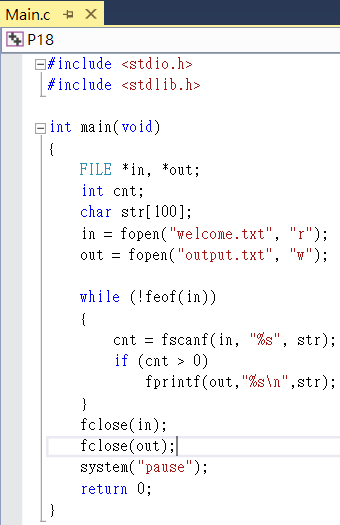 Main.c
P18
#include <stdio.h>
#include <stdlib.h>
int main(void)
{
FILE *in, *out;
int cnt;
char str[100];
in = fopen("welcome.txt", "r");
out = fopen("output.txt", "w");
while (!feof(in))
{
cnt = fscanf(in, "%s", str);
if (cnt > 0)
fprintf(out,"%s\n",str);
}
fclose(in);
fclose(out);
system("pause");
return 0;
}